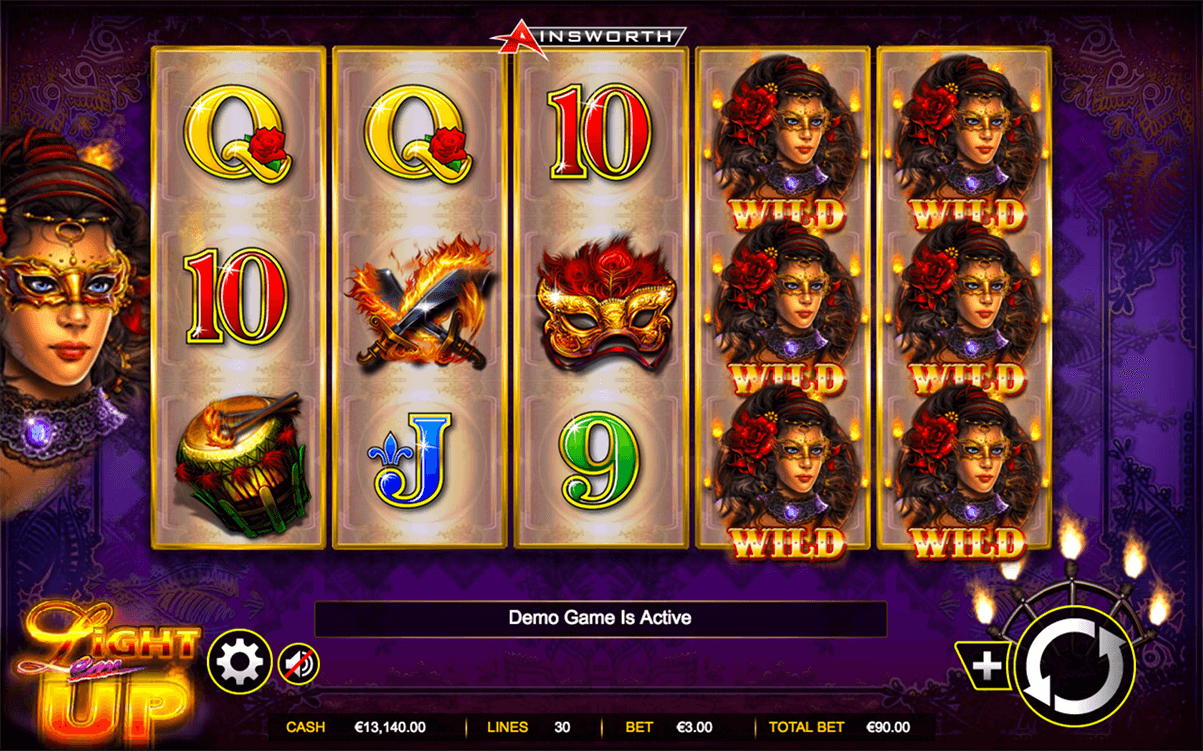 AINSWORTH
Q Q 10 WILD WILD
10 WILD WILD
J 9 WILD WILD
Demo Game Is Active
LIGHT
em
UP
CASH €13,140.00 LINES 30 BET €3.00 TOTAL BET €90.00